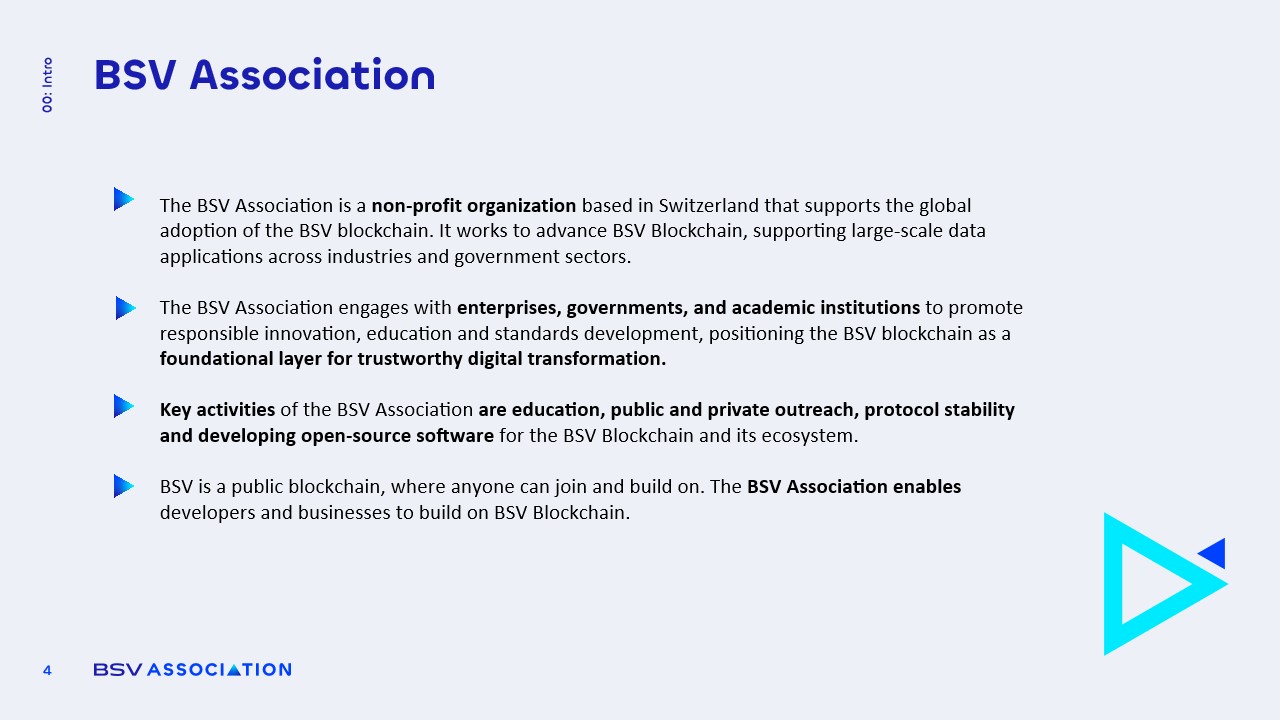 00: Intro
BSV Association
The BSV Association is a non-profit organization based in Switzerland that supports the global
adoption of the BSV blockchain. It works to advance BSV Blockchain, supporting large-scale data
applications across industries and government sectors.
The BSV Association engages with enterprises, governments, and academic institutions to promote
responsible innovation, education and standards development, positioning the BSV blockchain as a
foundational layer for trustworthy digital transformation.
Key activities of the BSV Association are education, public and private outreach, protocol stability
and developing open-source software for the BSV Blockchain and its ecosystem.
BSV is a public blockchain, where anyone can join and build on. The BSV Association enables
developers and businesses to build on BSV Blockchain.
4
BSV ASSOCIATION